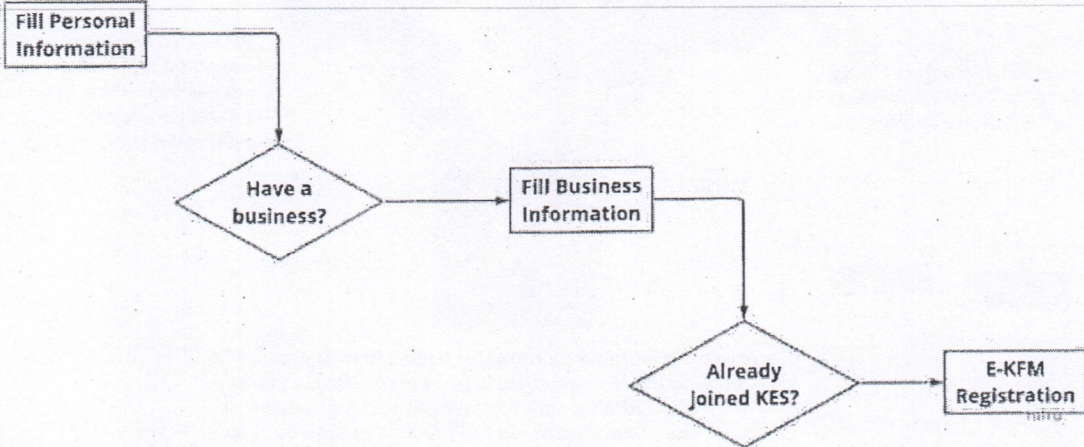 Fill Personal
Information
Have a
business?
Fill Business
Information
Already
Joined KES?
E-KFM
Registration